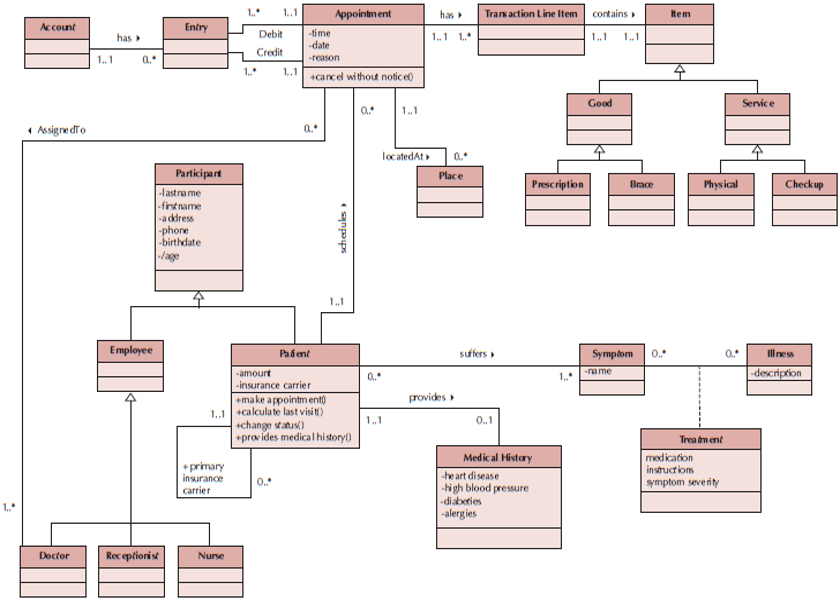 Account
has
1..1
0..*
Entry
1..*
1..1
Debit
Credit
1..*
1..1
Appointment
-time
-date
-reason
+cancel without notice()
has
1..1
1..*
Transaction Line Item
contains
1..1
1..1
Item
Good
Service
Prescription
Brace
Physical
Checkup
AssignedTo
0..*
0..*
1..1
locatedAt
0..*
Place
schedules
1..1
Participant
-lastname
-firstname
-address
-phone
-birthdate
-/age
Employee
Patient
-amount
-insurance carrier
+make appointment()
+calculate last visit()
+change status()
+provides medical history()
suffers
0..*
1..*
Symptom
-name
0..*
0..*
Illness
-description
provides
1..1
0..1
1..1
+ primary
insurance
carrier
0..*
Medical History
-heart disease
-high blood pressure
-diabeties
-alergies
Treatment
medication
instructions
symptom severity
1..*
Doctor
Receptionist
Nurse